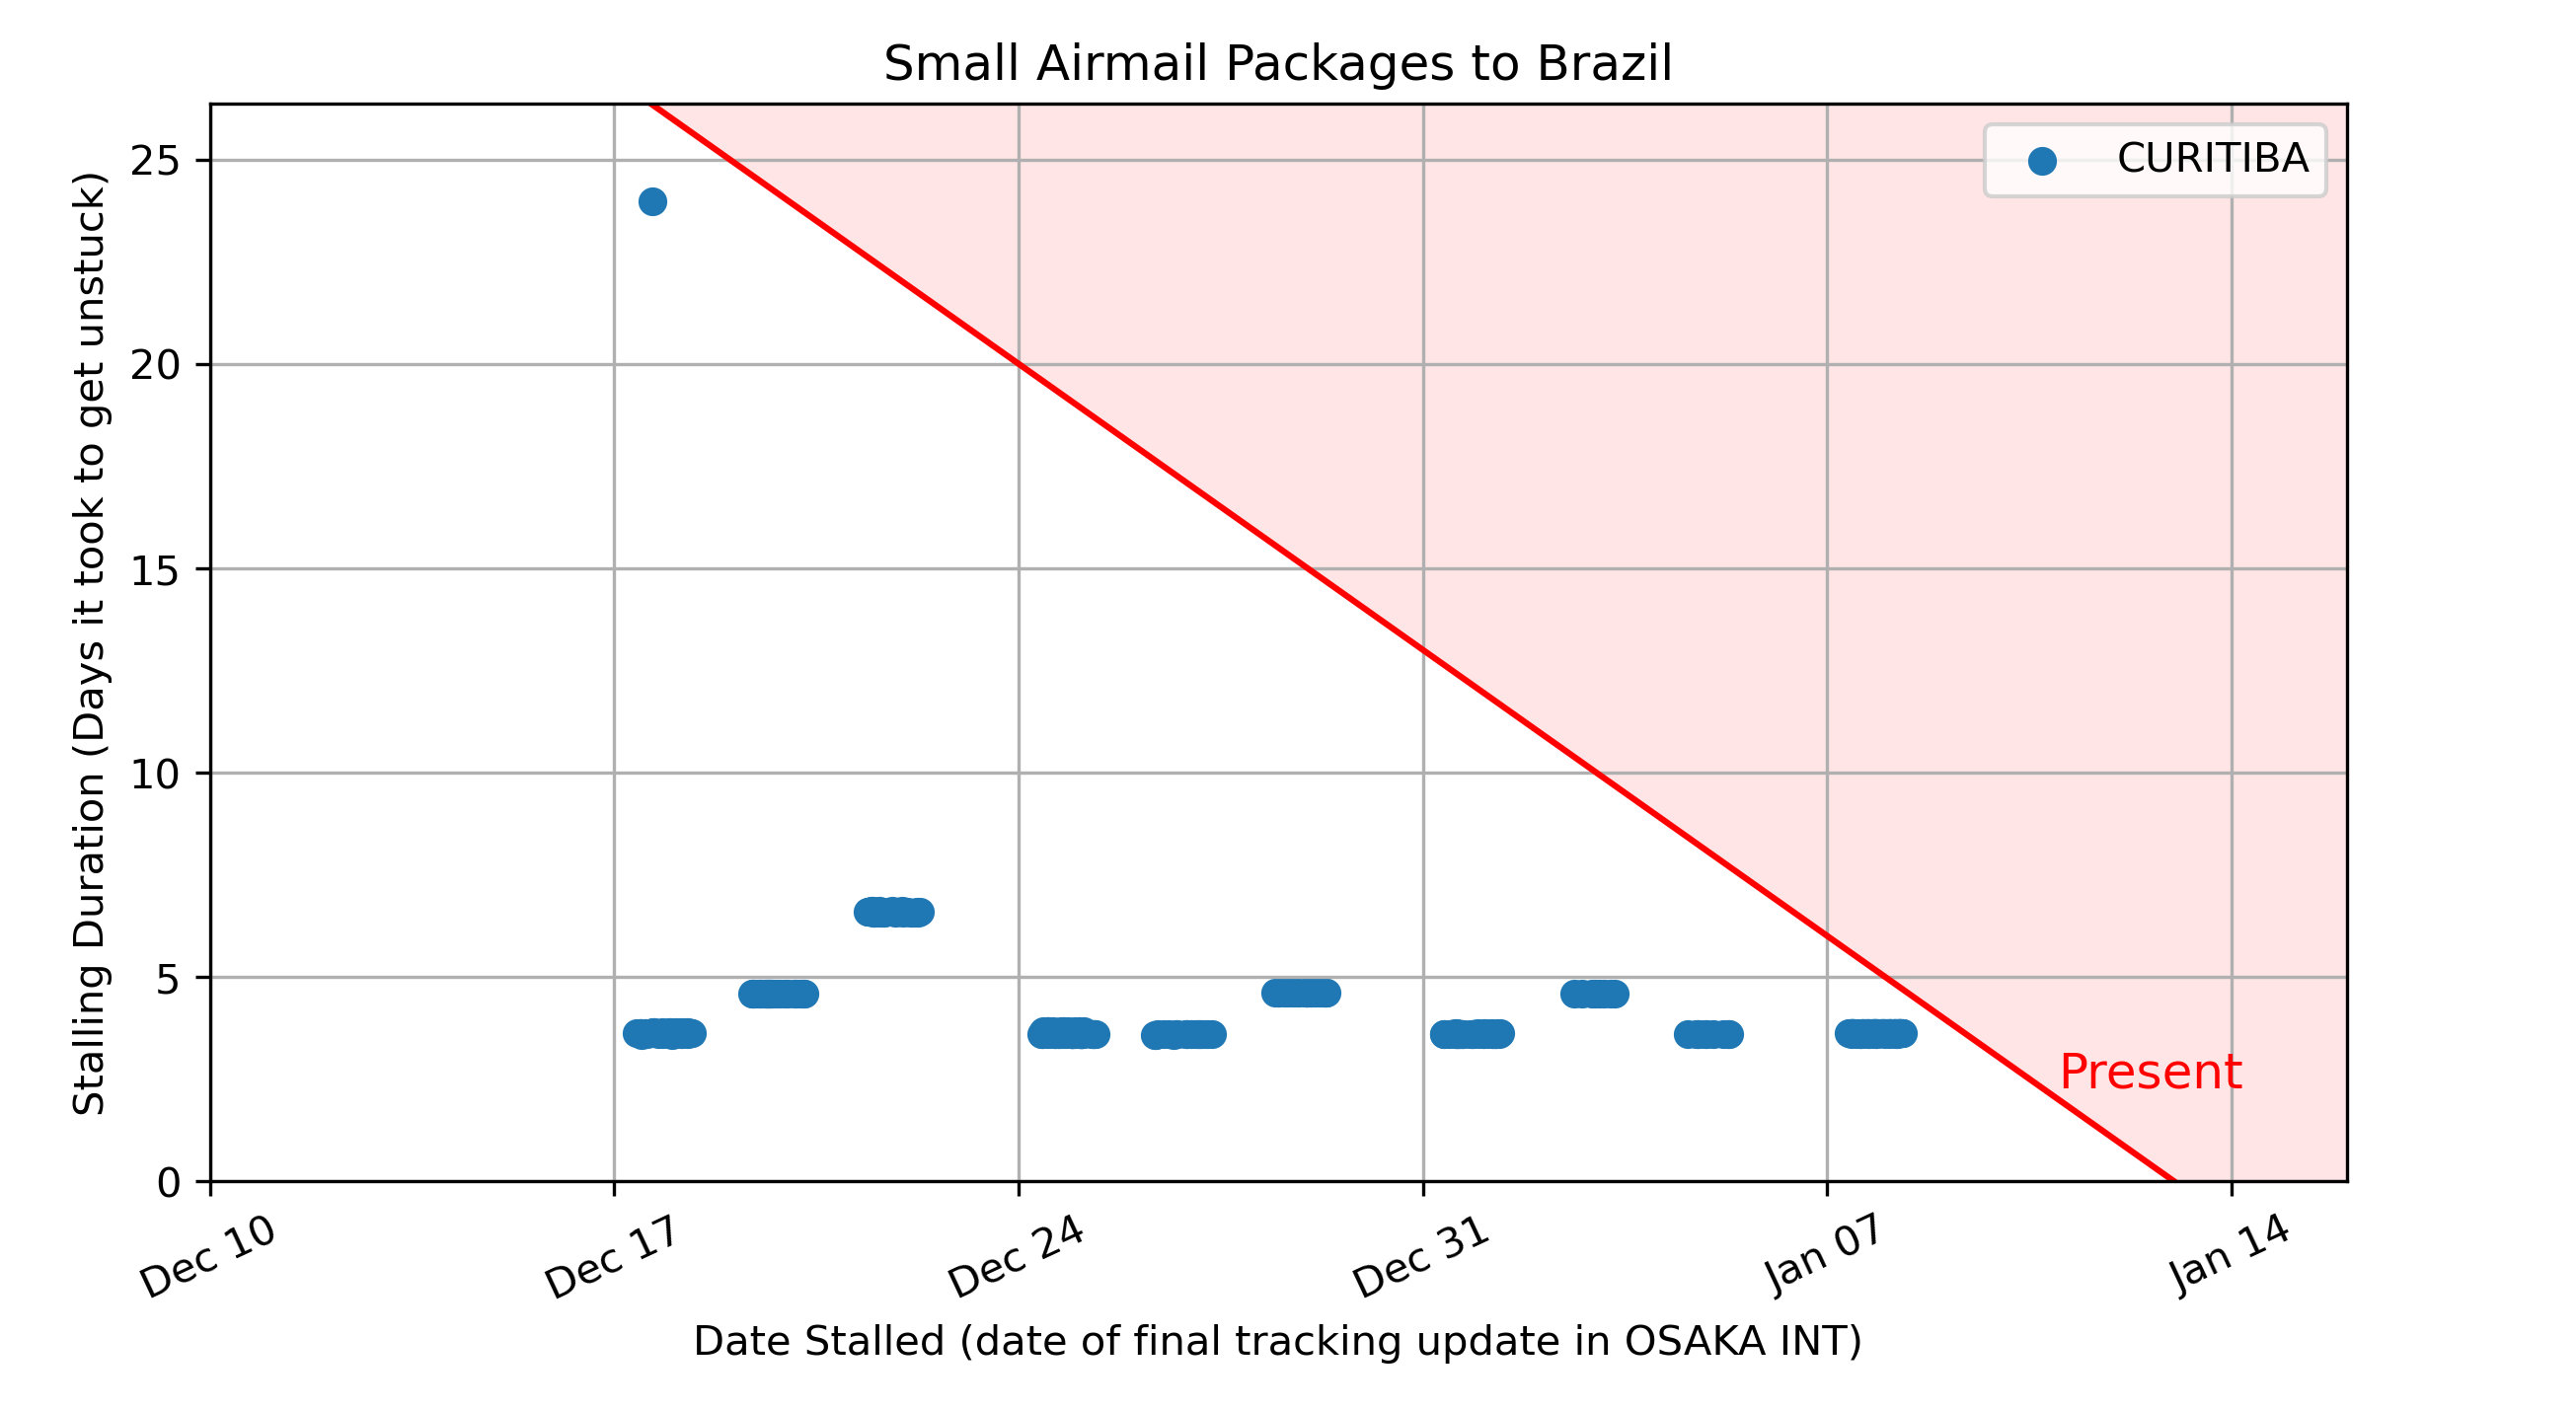 Small Airmail Packages to Brazil
Stalling Duration (Days it took to get unstuck)
25
20
15
10
5
0
CURITIBA
Present
Dec 10
Dec 17
Dec 24
Dec 31
Jan 07
Jan 14
Date Stalled (date of final tracking update in OSAKA INT)